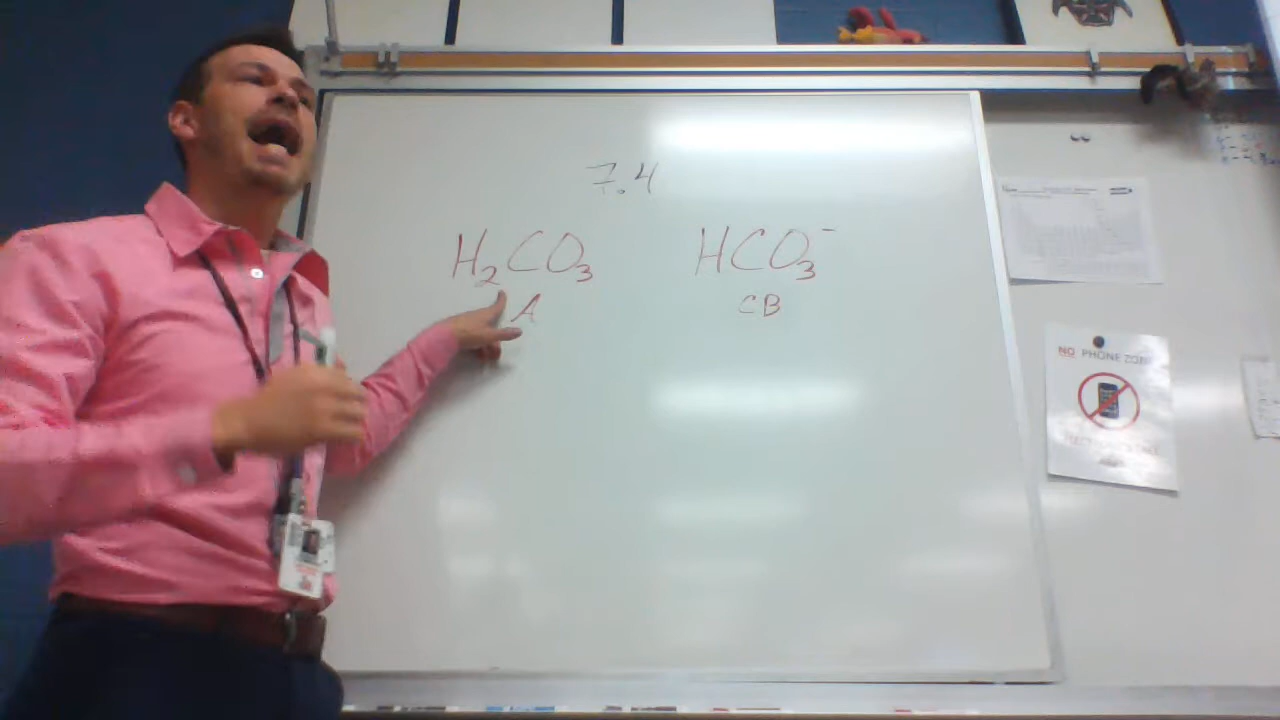 7.4
H₂CO₃ HCO₃⁻
A CB
NO PHONE ZONE